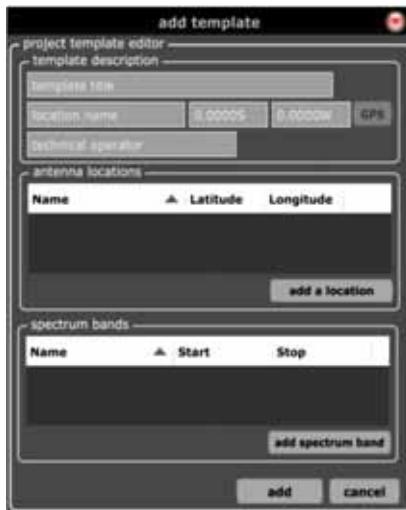 add template
project template editor
template description
template title
location name 0.0000S 0.0000W GPS
technical operator
antenna locations
Name Latitude Longitude
add a location
spectrum bands
Name Start Stop
add spectrum band
add cancel